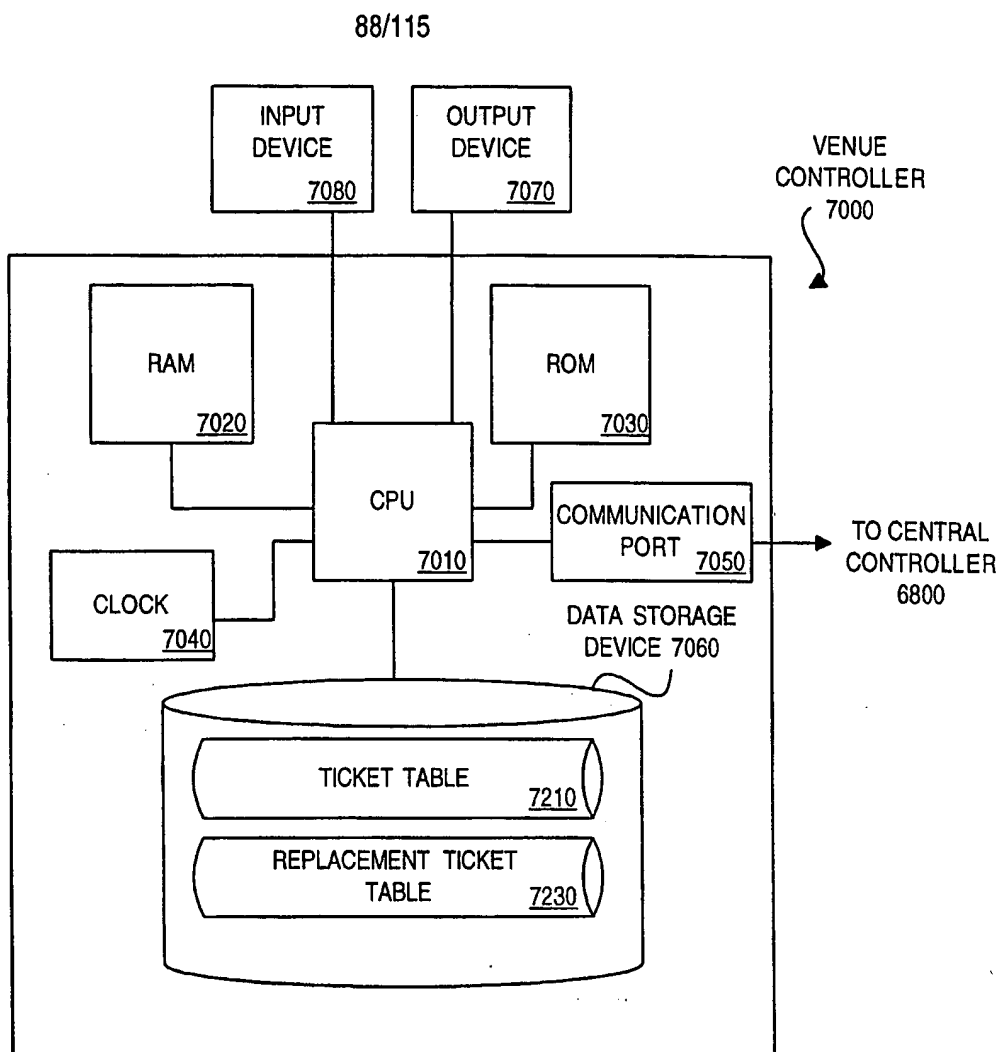 88/115
INPUT
DEVICE
7080
OUTPUT
DEVICE
7070
VENUE
CONTROLLER
7000
RAM
7020
ROM
7030
CPU
7010
COMMUNICATION
PORT
7050
TO CENTRAL
CONTROLLER
6800
CLOCK
7040
DATA STORAGE
DEVICE 7060
TICKET TABLE
7210
REPLACEMENT TICKET
TABLE
7230